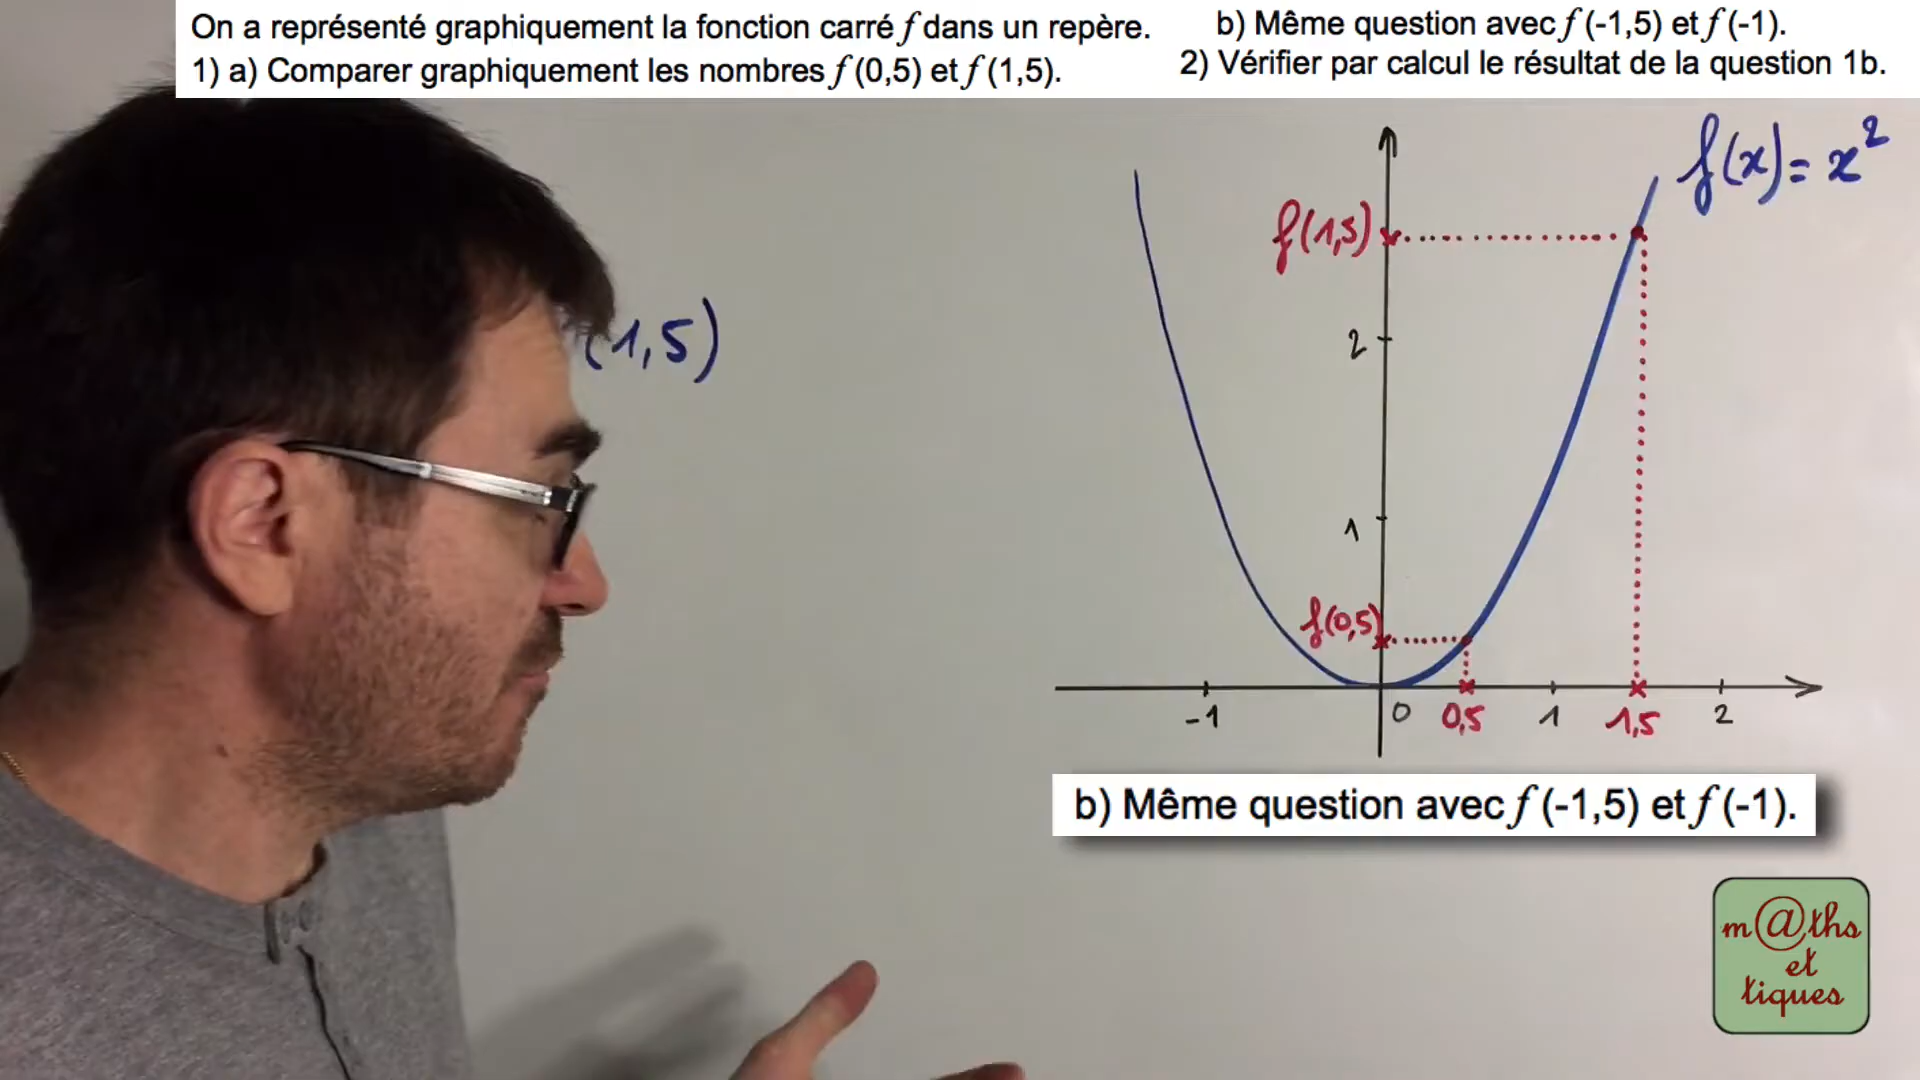 On a représenté graphiquement la fonction carré f dans un repère.
1) a) Comparer graphiquement les nombres f (0,5) et f (1,5).
b) Même question avec f (-1,5) et f (-1).
2) Vérifier par calcul le résultat de la question 1b.
f(x) = x²
f(1,5)
(1,5)
2
1
f(0,5)
-1 0 0,5 1 1,5 2
b) Même question avec f (-1,5) et f (-1).
m@ths
et
tiques